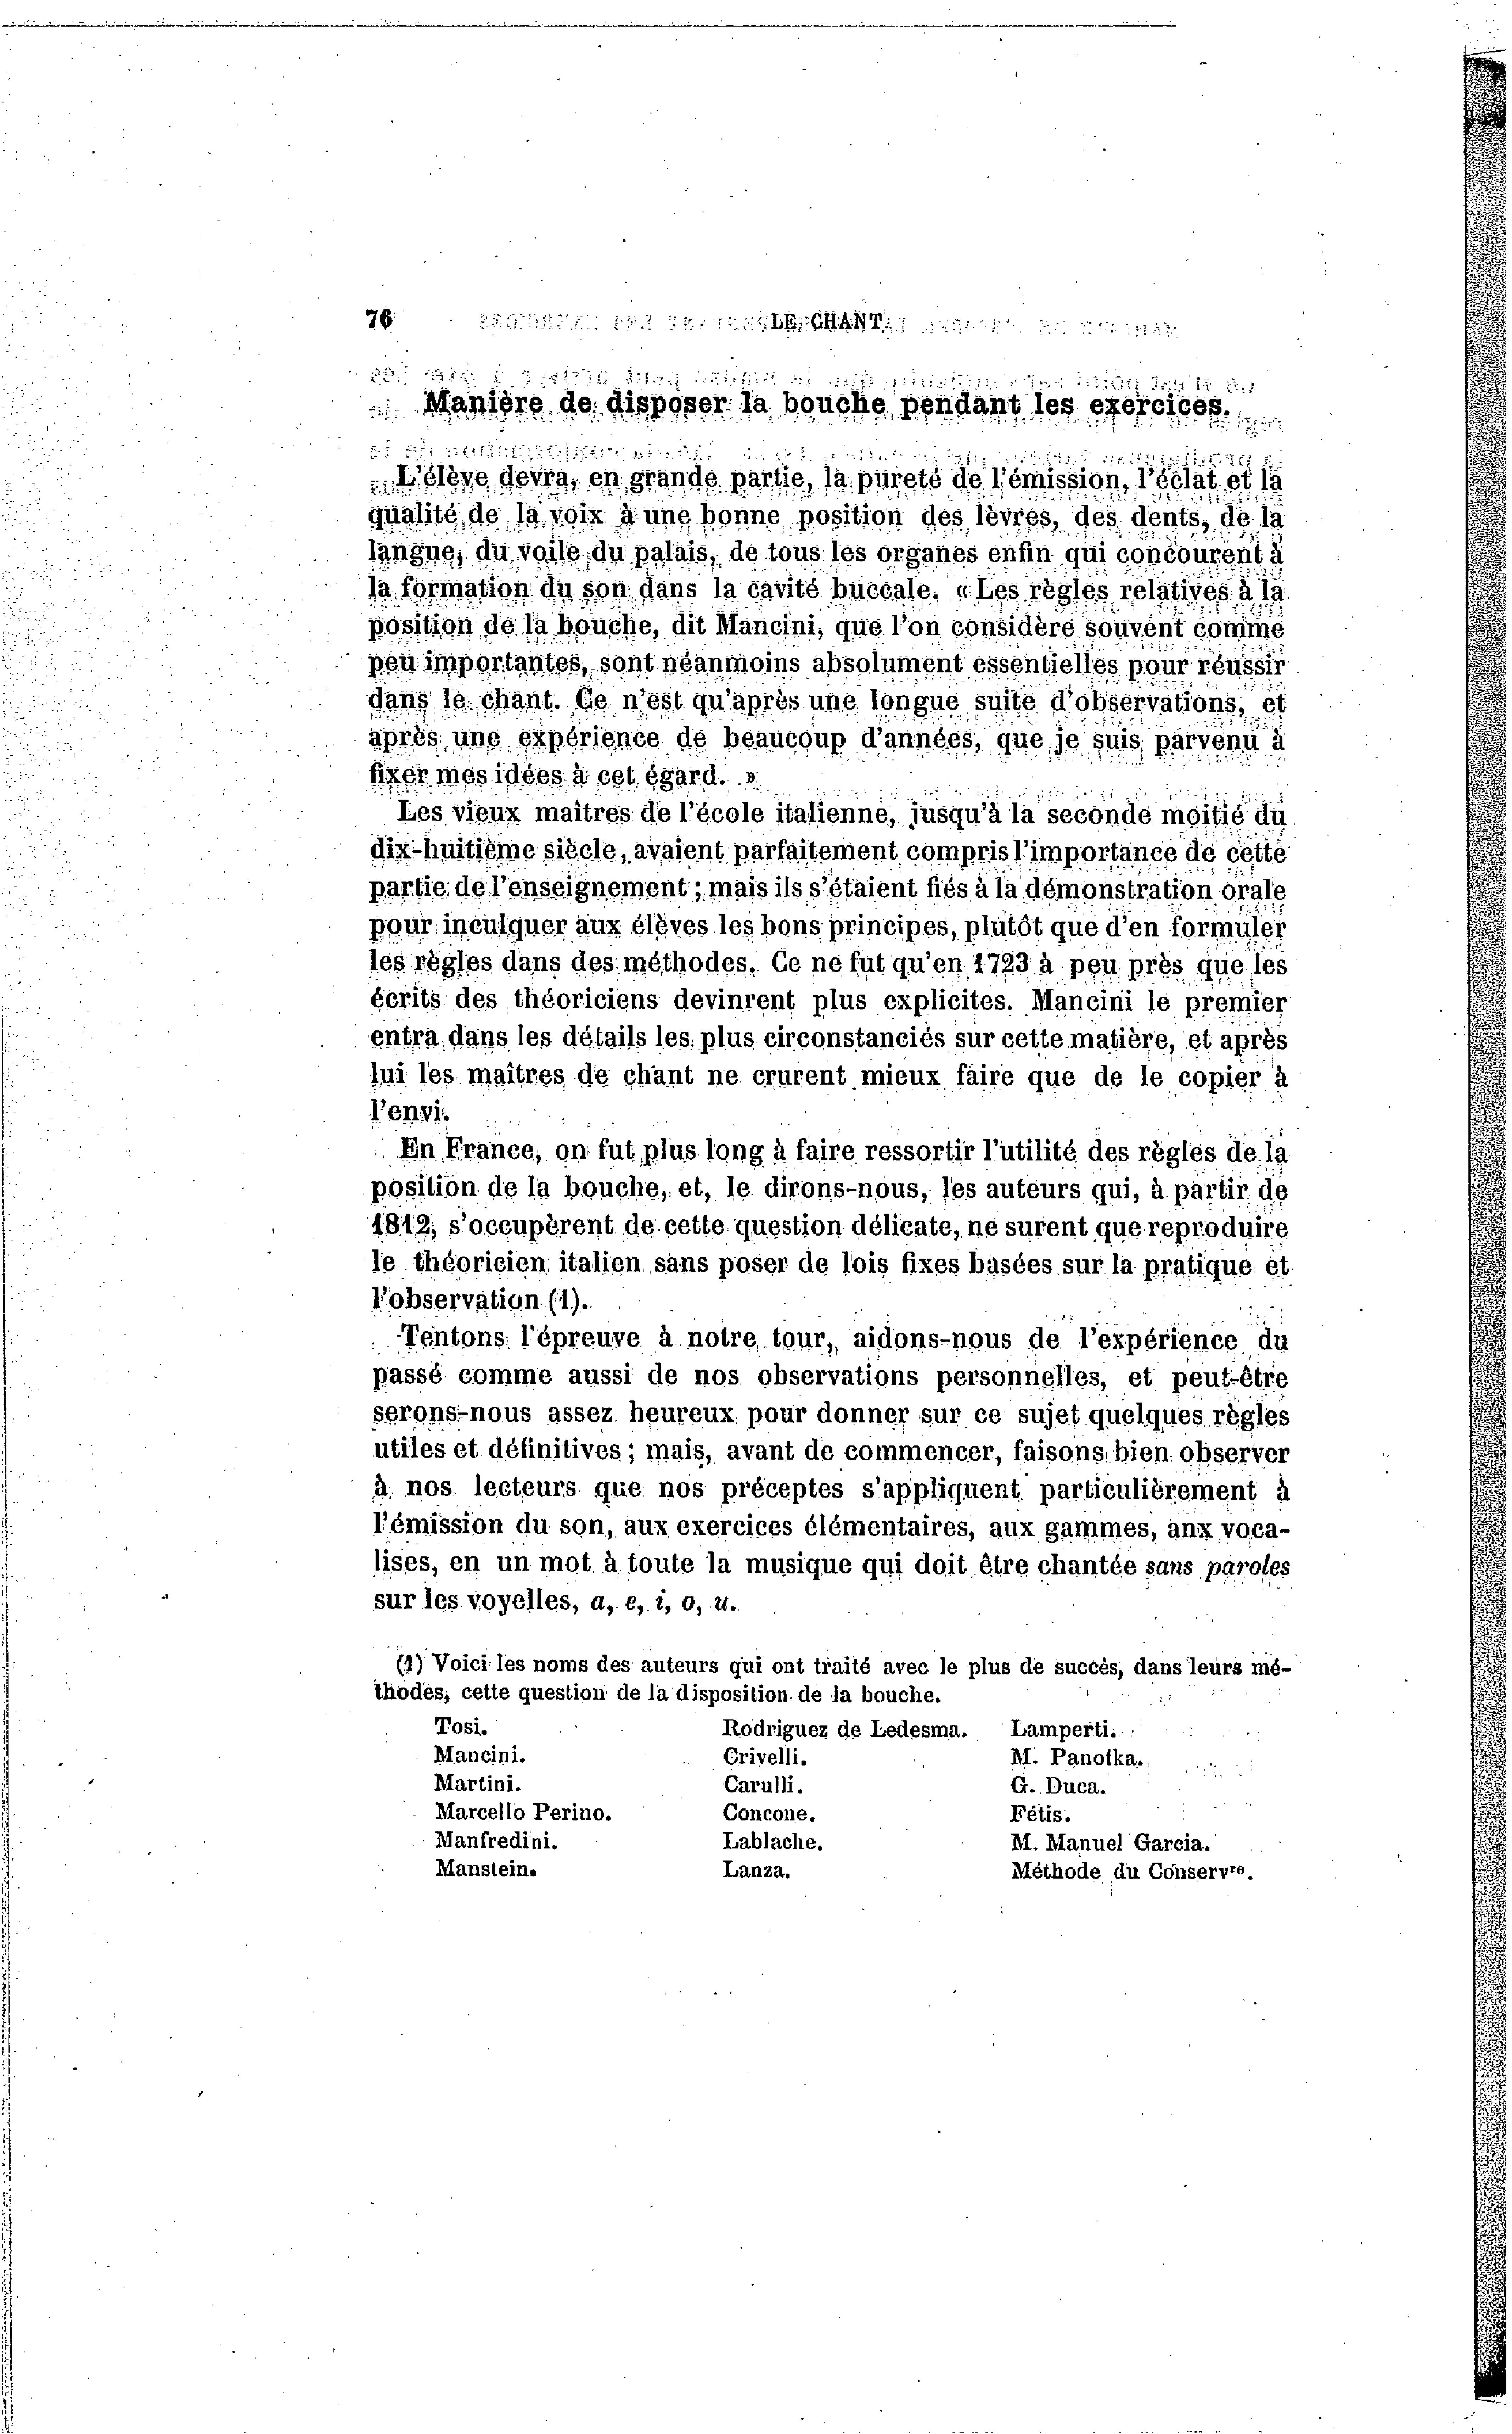 76
LE CHANT
Manière de disposer la bouche pendant les exercices.
L'élève devra, en grande partie, la pureté de l'émission, l'éclat et la
qualité de la voix à une bonne position des lèvres, des dents, de la
langue, du voile du palais, de tous les organes enfin qui concourent à
la formation du son dans la cavité buccale. « Les règles relatives à la
position de la bouche, dit Mancini, que l'on considère souvent comme
peu importantes, sont néanmoins absolument essentielles pour réussir
dans le chant. Ce n'est qu'après une longue suite d'observations, et
après une expérience de beaucoup d'années, que je suis parvenu à
fixer mes idées à cet égard. »
Les vieux maîtres de l'école italienne, jusqu'à la seconde moitié du
dix-huitième siècle, avaient parfaitement compris l'importance de cette
partie de l'enseignement ; mais ils s'étaient fiés à la démonstration orale
pour inculquer aux élèves les bons principes, plutôt que d'en formuler
les règles dans des méthodes. Ce ne fut qu'en 1723 à peu près que les
écrits des théoriciens devinrent plus explicites. Mancini le premier
entra dans les détails les plus circonstanciés sur cette matière, et après
lui les maîtres de chant ne crurent mieux faire que de le copier à
l'envi.
En France, on fut plus long à faire ressortir l'utilité des règles de la
position de la bouche, et, le dirons-nous, les auteurs qui, à partir de
1812, s'occupèrent de cette question délicate, ne surent que reproduire
le théoricien italien sans poser de lois fixes basées sur la pratique et
l'observation (1).
Tentons l'épreuve à notre tour, aidons-nous de l'expérience du
passé comme aussi de nos observations personnelles, et peut-être
serons-nous assez heureux pour donner sur ce sujet quelques règles
utiles et définitives ; mais, avant de commencer, faisons bien observer
à nos lecteurs que nos préceptes s'appliquent particulièrement à
l'émission du son, aux exercices élémentaires, aux gammes, anx voca-
lises, en un mot à toute la musique qui doit être chantée sans paroles
sur les voyelles, a, e, i, o, u.
(1) Voici les noms des auteurs qui ont traité avec le plus de succès, dans leurs mé-
thodes, cette question de la disposition de la bouche.
Tosi. Rodriguez de Ledesma. Lamperti.
Mancini. Crivelli. M. Panofka.
Martini. Carulli. G. Duca.
Marcello Perino. Concone. Fétis.
Manfredini. Lablache. M. Manuel Garcia.
Manstein. Lanza. Méthode du Conservre.